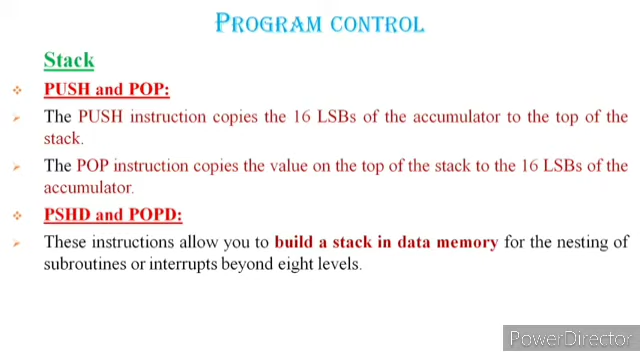 PROGRAM CONTROL
Stack
PUSH and POP:
The PUSH instruction copies the 16 LSBs of the accumulator to the top of the
stack.
The POP instruction copies the value on the top of the stack to the 16 LSBs of the
accumulator.
PSHD and POPD:
These instructions allow you to build a stack in data memory for the nesting of
subroutines or interrupts beyond eight levels.
PowerDirector